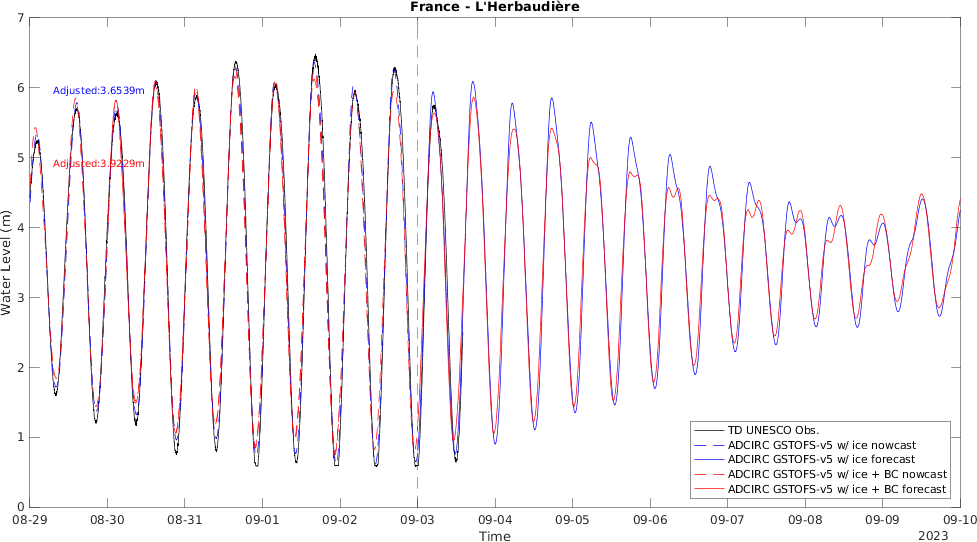 France - L'Herbaudière
7
6
5
4
3
2
1
0
Water Level (m)
Adjusted:3.6539m
Adjusted:3.9229m
TD UNESCO Obs.
ADCIRC GSTOFS-v5 w/ ice nowcast
ADCIRC GSTOFS-v5 w/ ice forecast
ADCIRC GSTOFS-v5 w/ ice + BC nowcast
ADCIRC GSTOFS-v5 w/ ice + BC forecast
08-29 08-30 08-31 09-01 09-02 09-03 09-04 09-05 09-06 09-07 09-08 09-09 09-10
Time
2023